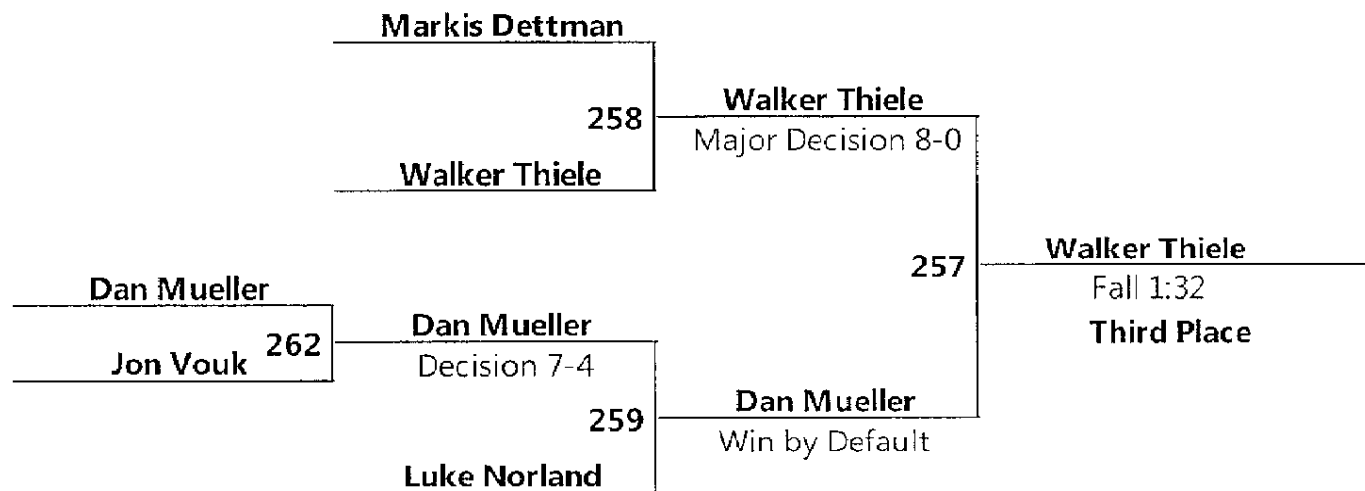 Markis Dettman
258
Walker Thiele
Major Decision 8-0
Walker Thiele
257
Walker Thiele
Fall 1:32
Third Place
Dan Mueller
262
Jon Vouk
Dan Mueller
Decision 7-4
259
Dan Mueller
Win by Default
Luke Norland